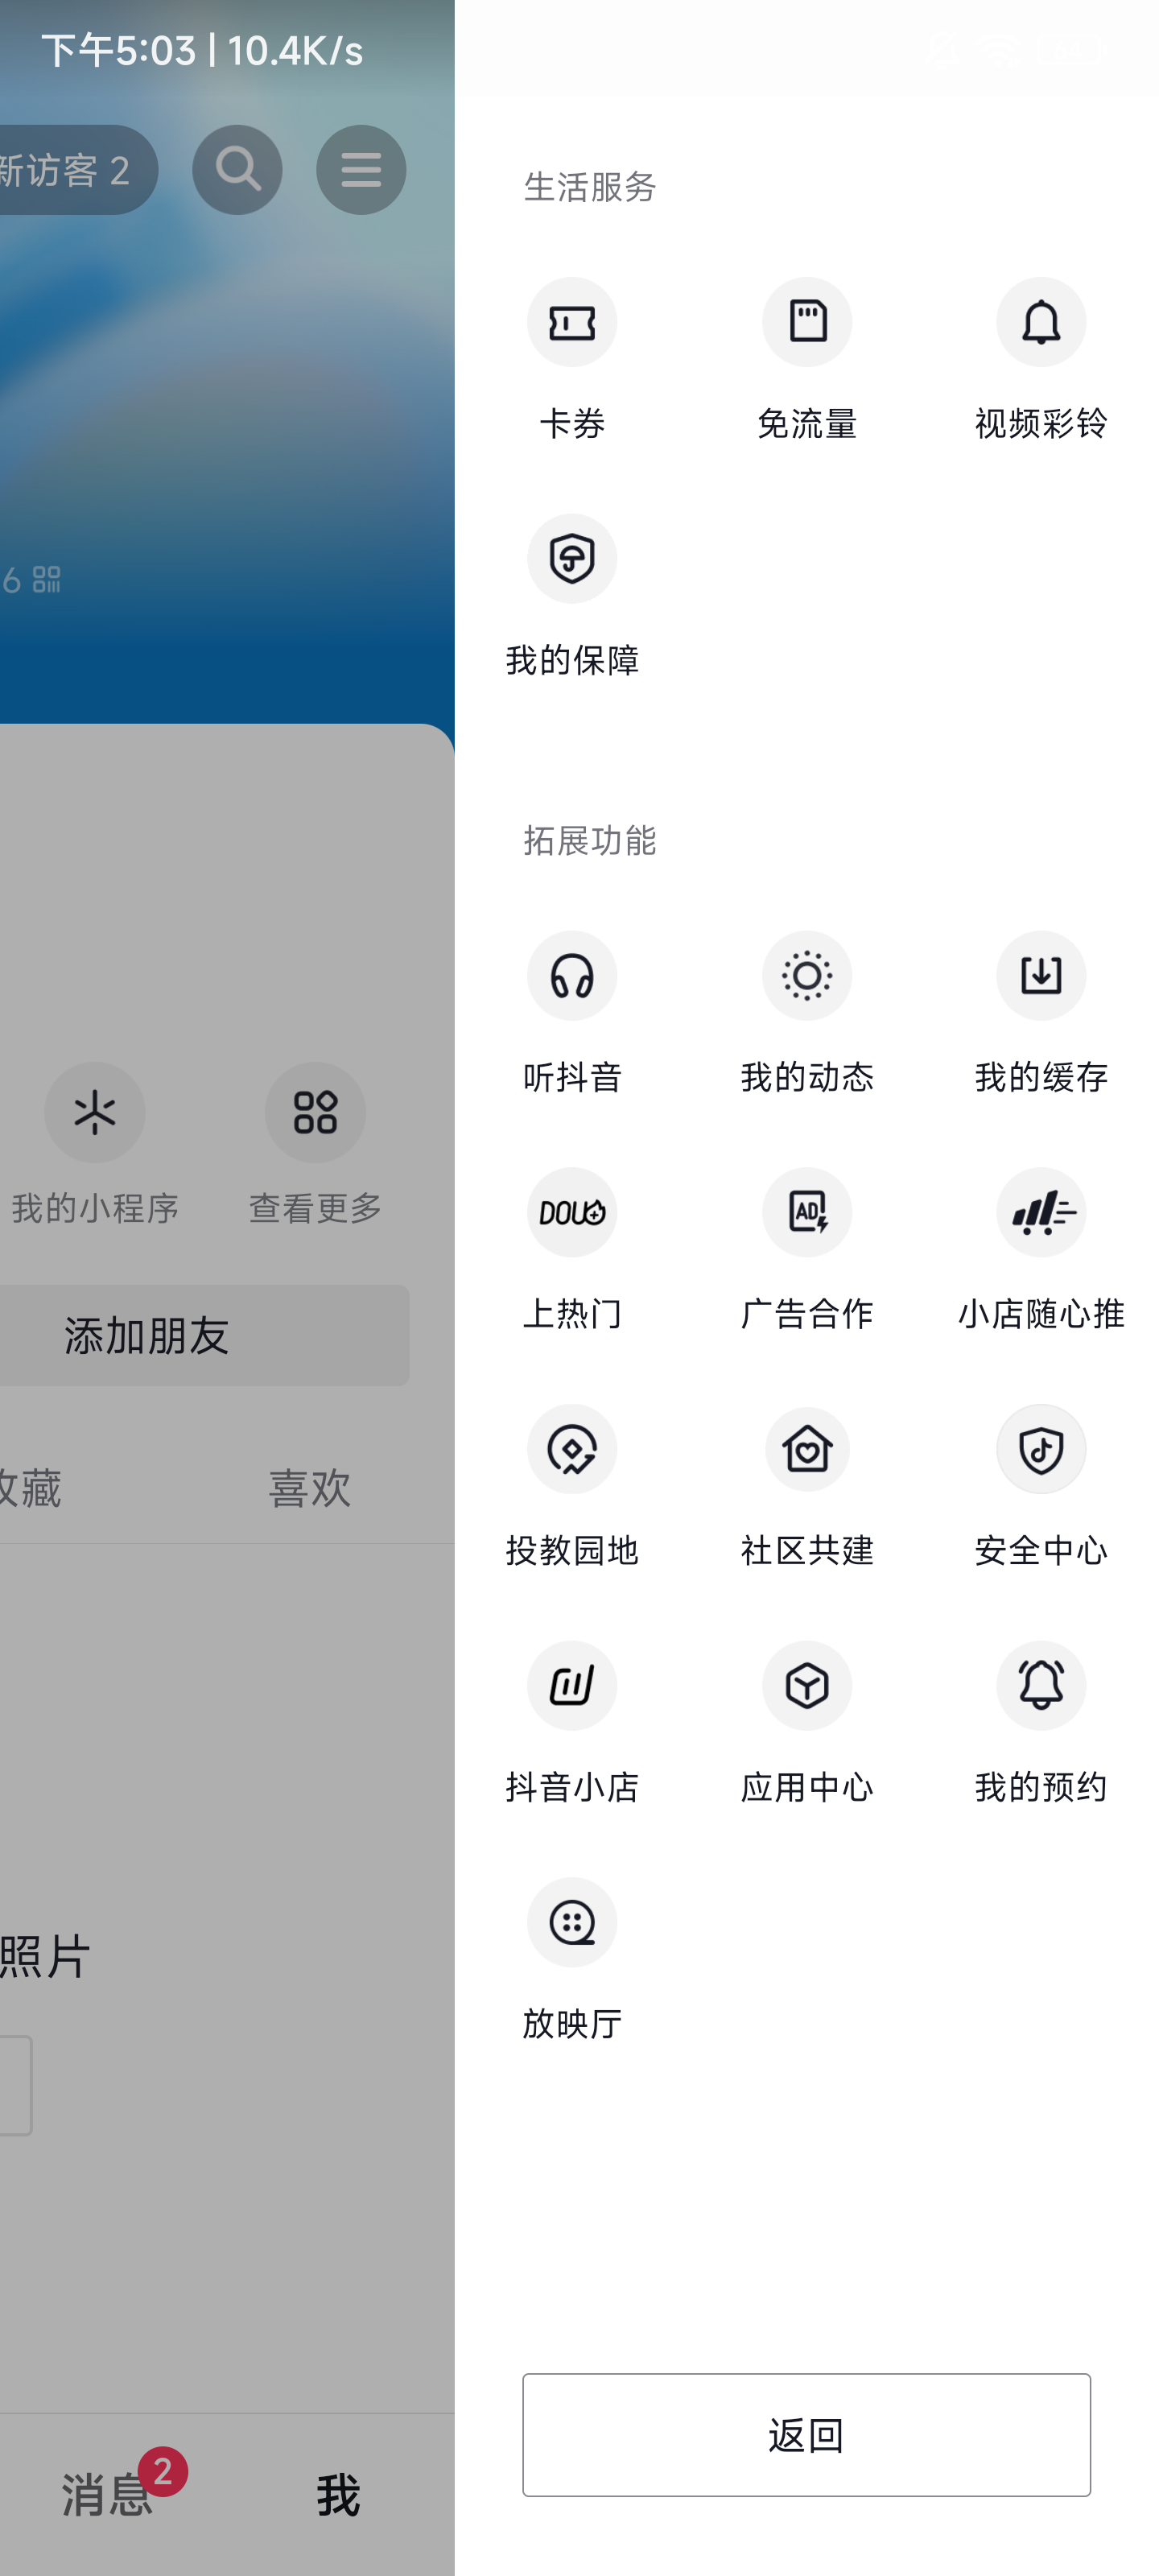 下午5:03 | 10.4K/s
新访客 2
6
我的小程序
查看更多
添加朋友
收藏
喜欢
照片
消息
2
我
生活服务
卡券
免流量
视频彩铃
我的保障
拓展功能
听抖音
我的动态
我的缓存
DOU
上热门
AD
广告合作
小店随心推
投教园地
社区共建
安全中心
抖音小店
应用中心
我的预约
放映厅
返回